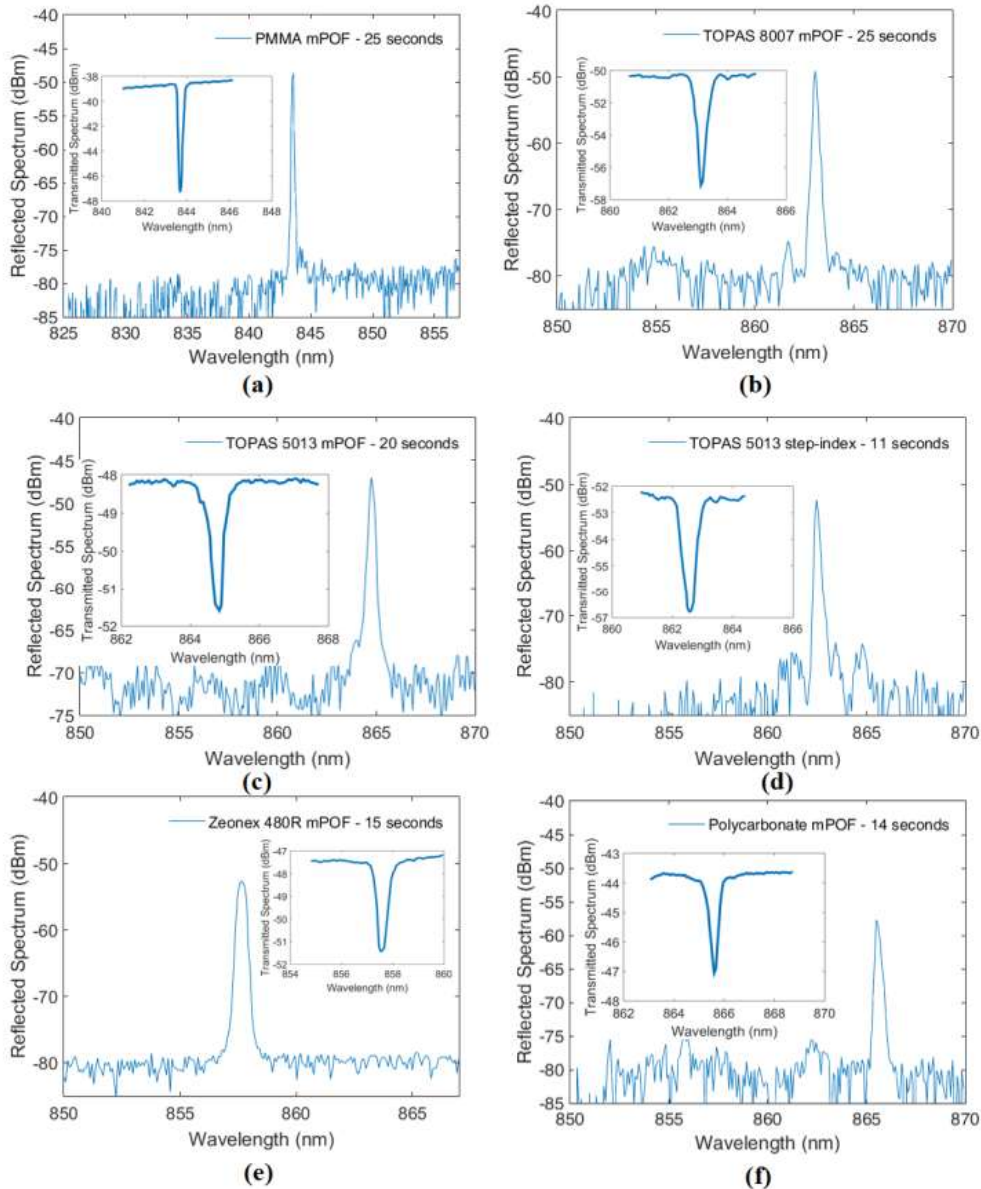 -40
-45
-50
-55
-60
-65
-70
-75
-80
-85
Reflected Spectrum (dBm)
PMMA mPOF - 25 seconds
-38
-40
-42
-44
-46
-48
Transmitted Spectrum (dBm)
840 842 844 846 848
Wavelength (nm)
825 830 835 840 845 850 855
Wavelength (nm)
(a)
-40
-50
-60
-70
-80
Reflected Spectrum (dBm)
TOPAS 8007 mPOF - 25 seconds
-50
-52
-54
-56
-58
Transmitted Spectrum (dBm)
860 862 864 866
Wavelength (nm)
850 855 860 865 870
Wavelength (nm)
(b)
-40
-45
-50
-55
-60
-65
-70
-75
Reflected Spectrum (dBm)
TOPAS 5013 mPOF - 20 seconds
-48
-49
-50
-51
-52
Transmitted Spectrum (dBm)
862 864 866 868
Wavelength (nm)
850 855 860 865 870
Wavelength (nm)
(c)
-40
-50
-60
-70
-80
Reflected Spectrum (dBm)
TOPAS 5013 step-index - 11 seconds
-52
-53
-54
-55
-56
-57
Transmitted Spectrum (dBm)
860 862 864 866
Wavelength (nm)
850 855 860 865 870
Wavelength (nm)
(d)
-40
-50
-60
-70
-80
Reflected Spectrum (dBm)
Zeonex 480R mPOF - 15 seconds
-47
-48
-49
-50
-51
-52
Transmitted Spectrum (dBm)
854 856 858 860
Wavelength (nm)
850 855 860 865
Wavelength (nm)
(e)
-40
-45
-50
-55
-60
-65
-70
-75
-80
-85
Reflected Spectrum (dBm)
Polycarbonate mPOF - 14 seconds
-43
-44
-45
-46
-47
-48
Transmitted Spectrum (dBm)
862 864 866 868 870
Wavelength (nm)
850 855 860 865 870
Wavelength (nm)
(f)